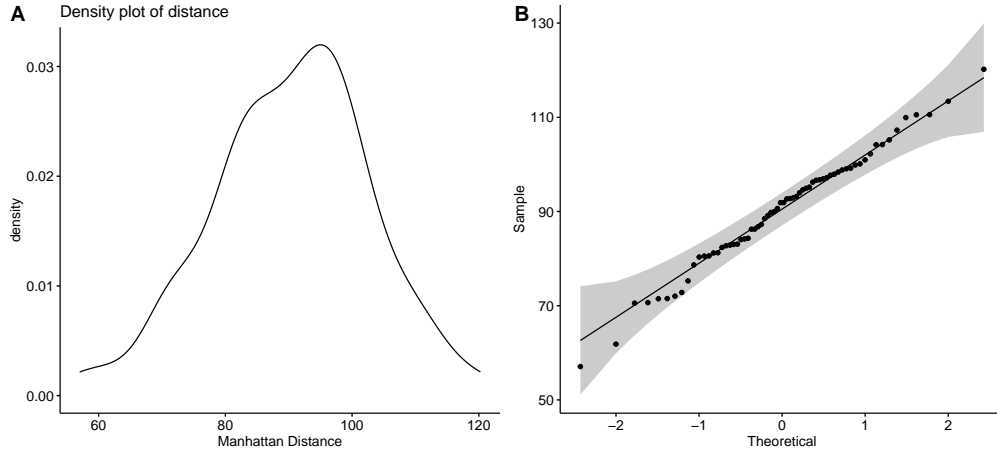 A
Density plot of distance
density
0.03
0.02
0.01
0.00
60 80 100 120
Manhattan Distance
B
Sample
130
110
90
70
50
−2 −1 0 1 2
Theoretical